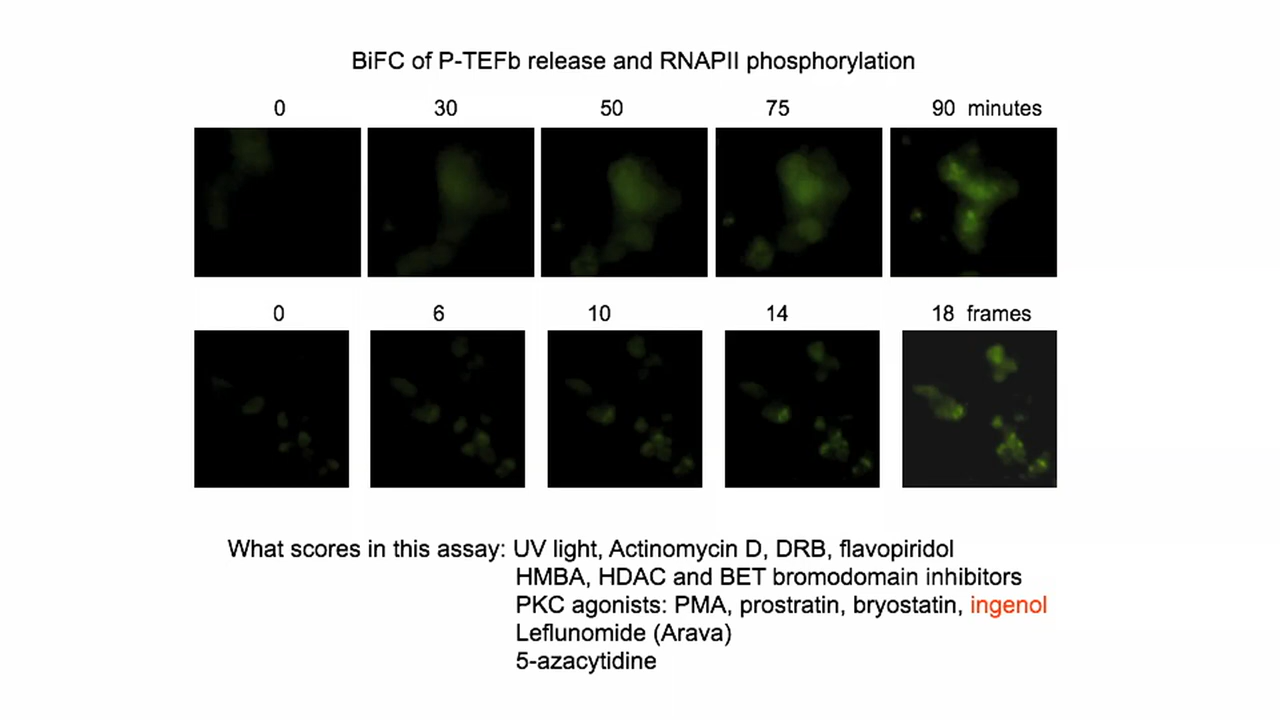 BiFC of P-TEFb release and RNAPII phosphorylation
0 30 50 75 90 minutes
0 6 10 14 18 frames
What scores in this assay: UV light, Actinomycin D, DRB, flavopiridol
HMBA, HDAC and BET bromodomain inhibitors
PKC agonists: PMA, prostratin, bryostatin, ingenol
Leflunomide (Arava)
5-azacytidine